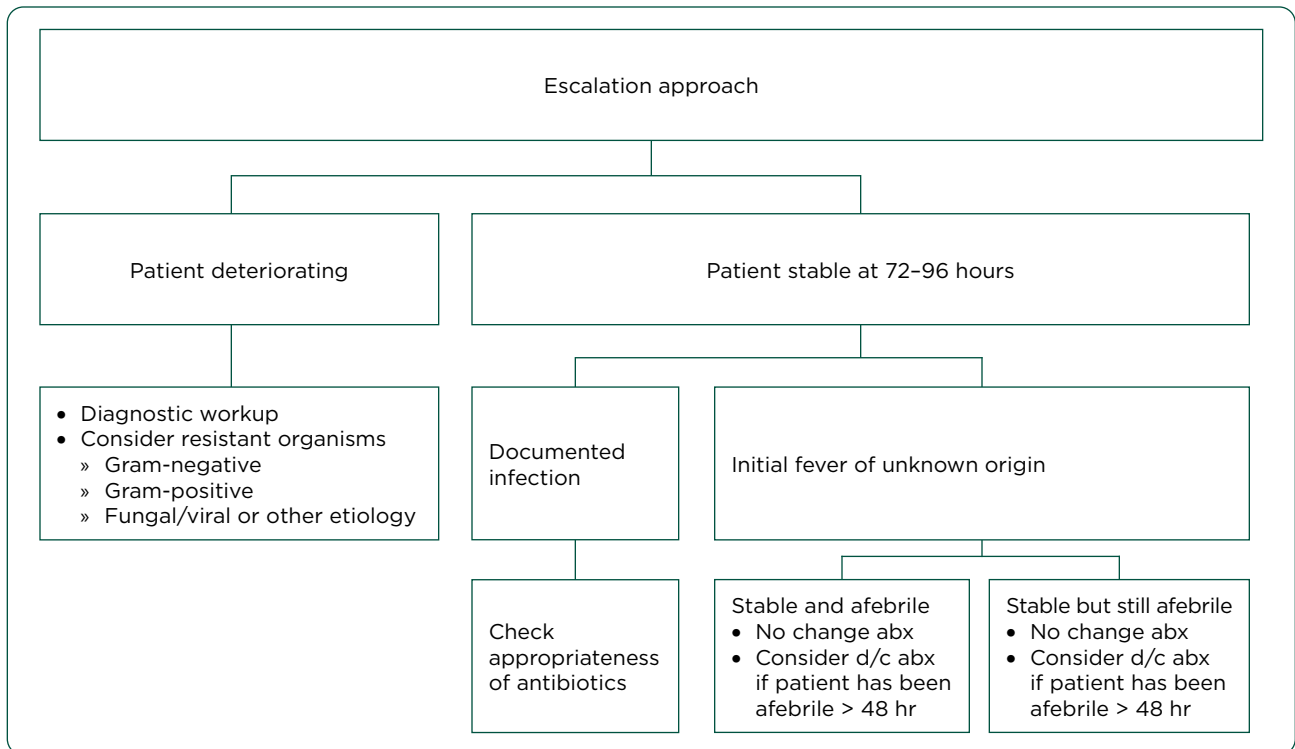 Escalation approach
Patient deteriorating
Patient stable at 72–96 hours
• Diagnostic workup
• Consider resistant organisms
» Gram-negative
» Gram-positive
» Fungal/viral or other etiology
Documented
infection
Initial fever of unknown origin
Check
appropriateness
of antibiotics
Stable and afebrile
• No change abx
• Consider d/c abx
if patient has been
afebrile > 48 hr
Stable but still afebrile
• No change abx
• Consider d/c abx
if patient has been
afebrile > 48 hr